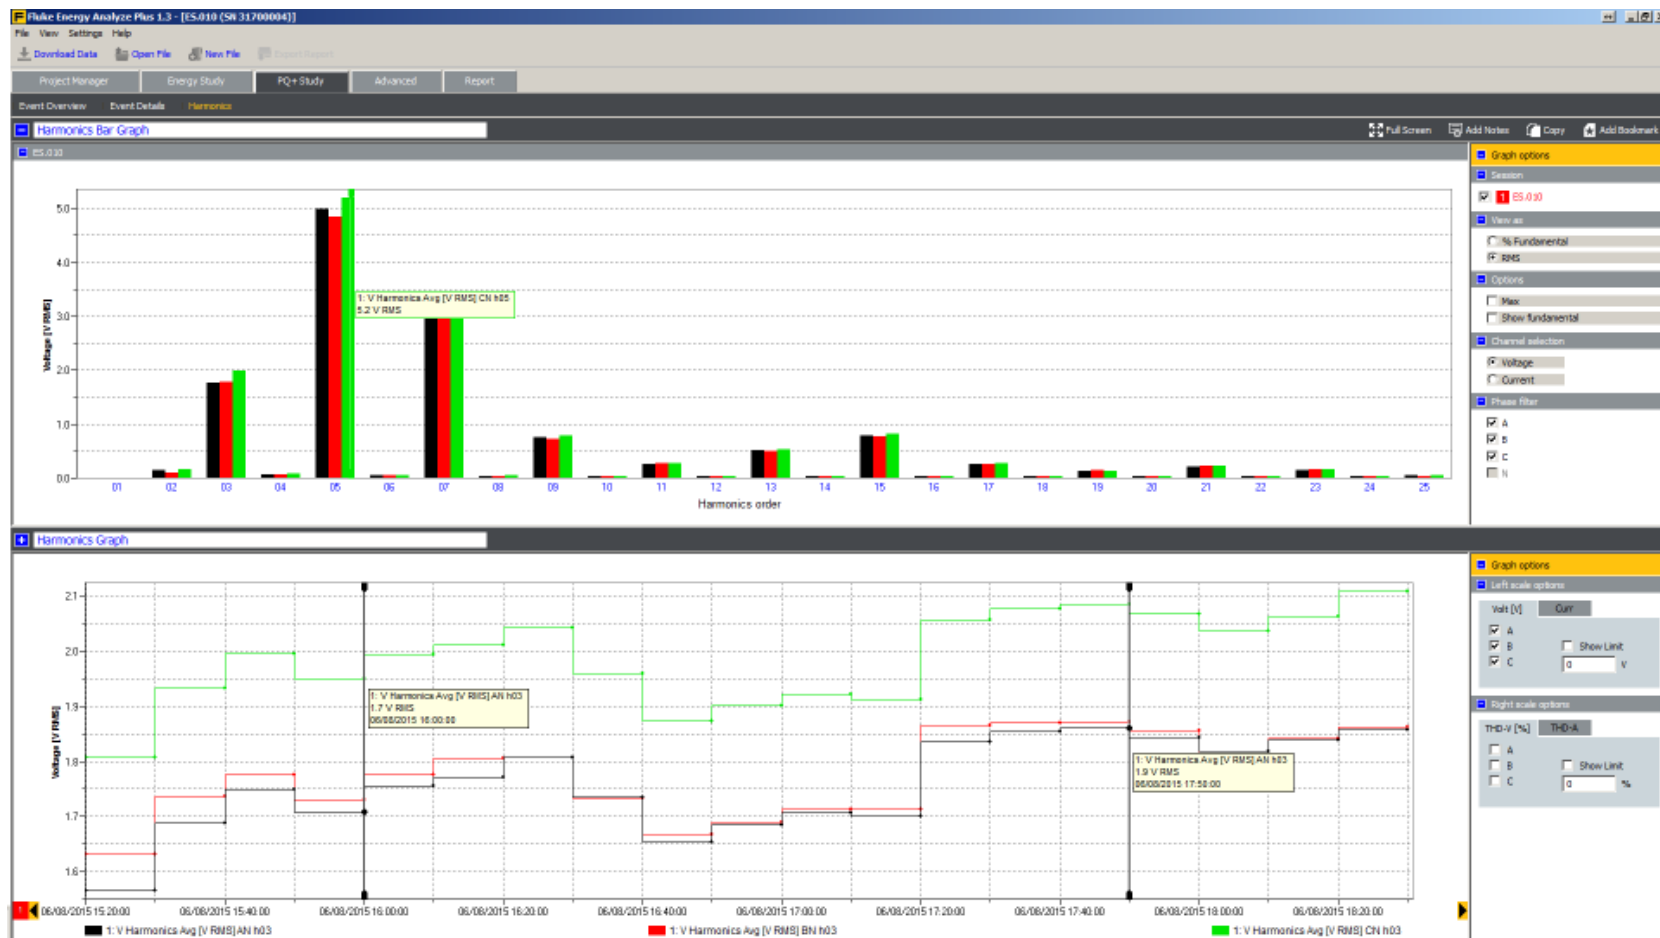 Fluke Energy Analyze Plus 1.3 - [ES.010 (SN 31700004)]
File View Settings Help
Download Data Open File New File Export Report
Project Manager Energy Study PQ+Study Advanced Report
Event Overview Event Details Harmonics
Harmonics Bar Graph Full Screen Add Notes Copy Add Bookmark
ES.010
Graph options
Session
1 ES.010
View as
% Fundamental
RMS
Options
Max
Show fundamental
Channel selection
Voltage
Current
Phase filter
A
B
C
N
Voltage [V RMS]
5.0
4.0
3.0
2.0
1.0
0.0
1: V Harmonics Avg [V RMS] CN h05
5.2 V RMS
01 02 03 04 05 06 07 08 09 10 11 12 13 14 15 16 17 18 19 20 21 22 23 24 25
Harmonics order
Harmonics Graph
Graph options
Left scale options
Volt [V] Curr
A
B Show Limit
C 0 V
Right scale options
THD-V [%] THD-A
A
B Show Limit
C 0 %
Voltage [V RMS]
2.1
2.0
1.9
1.8
1.7
1.6
1: V Harmonics Avg [V RMS] AN h03
1.7 V RMS
06/08/2015 16:00:00
1: V Harmonics Avg [V RMS] AN h03
1.9 V RMS
06/08/2015 17:50:00
1 06/08/2015 15:20:00 06/08/2015 15:40:00 06/08/2015 16:00:00 06/08/2015 16:20:00 06/08/2015 16:40:00 06/08/2015 17:00:00 06/08/2015 17:20:00 06/08/2015 17:40:00 06/08/2015 18:00:00 06/08/2015 18:20:00
1: V Harmonics Avg [V RMS] AN h03 1: V Harmonics Avg [V RMS] BN h03 1: V Harmonics Avg [V RMS] CN h03